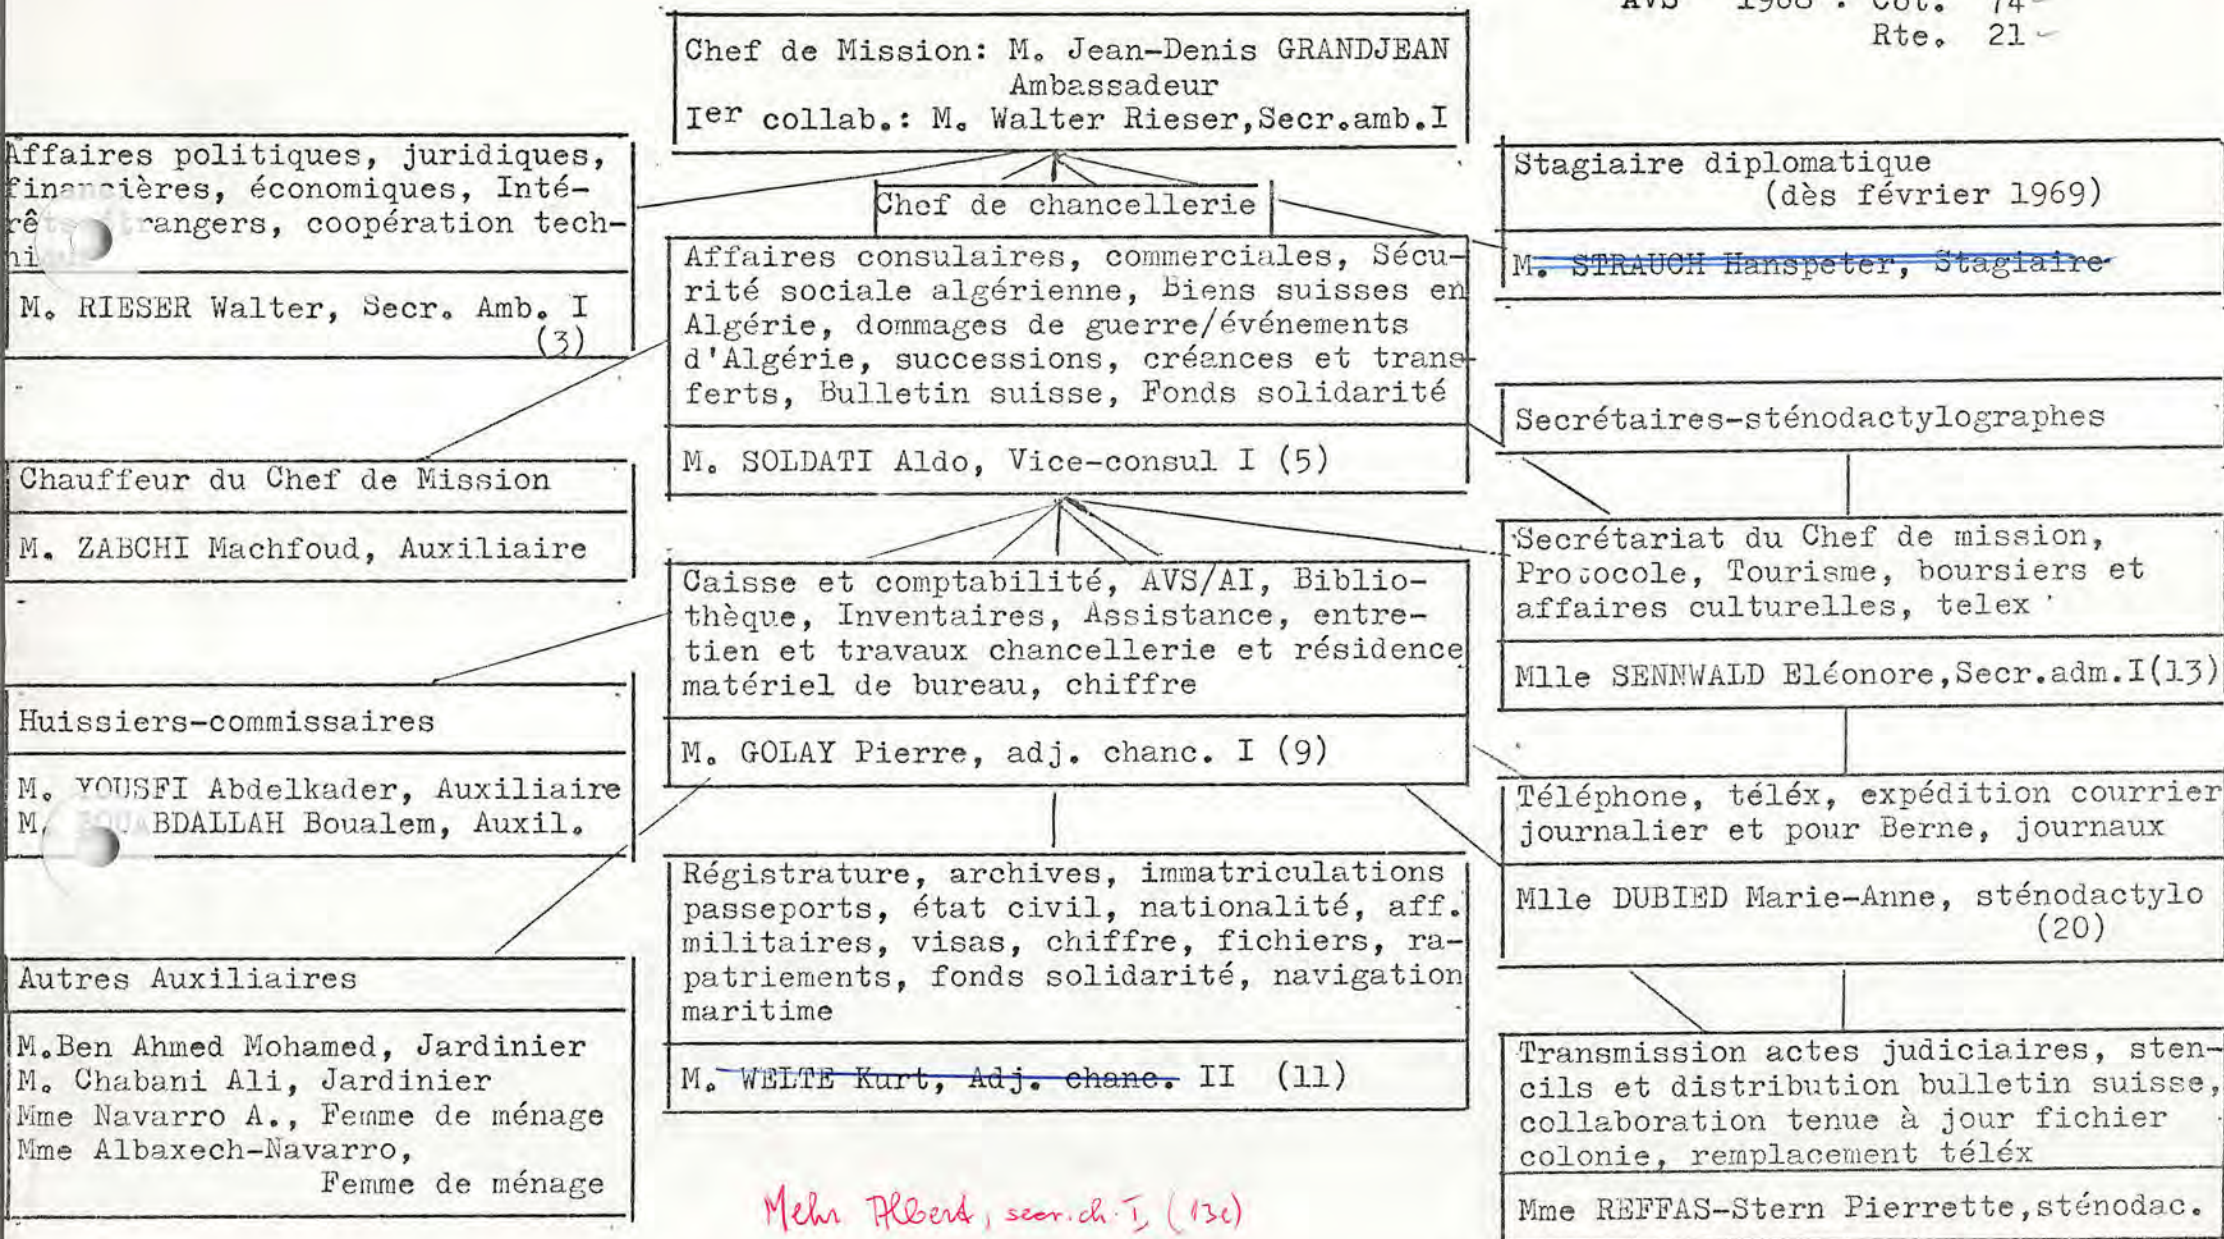 AVS 1968 : Cot. 74
Rte. 21
Chef de Mission: M. Jean-Denis GRANDJEAN
Ambassadeur
Ier collab.: M. Walter Rieser,Secr.amb.I
Affaires politiques, juridiques,
financières, économiques, Inté-
rêts étrangers, coopération tech-
M. RIESER Walter, Secr. Amb. I
(3)
Chef de chancellerie
Affaires consulaires, commerciales, Sécu-
rité sociale algérienne, Biens suisses en
Algérie, dommages de guerre/événements
d'Algérie, successions, créances et trans-
ferts, Bulletin suisse, Fonds solidarité
M. SOLDATI Aldo, Vice-consul I (5)
Stagiaire diplomatique
(dès février 1969)
M. STRAUCH Hanspeter, Stagiaire
Secrétaires-sténodactylographes
Chauffeur du Chef de Mission
M. ZABCHI Machfoud, Auxiliaire
Caisse et comptabilité, AVS/AI, Biblio-
thèque, Inventaires, Assistance, entre-
tien et travaux chancellerie et résidence
matériel de bureau, chiffre
M. GOLAY Pierre, adj. chanc. I (9)
Secrétariat du Chef de mission,
Protocole, Tourisme, boursiers et
affaires culturelles, telex
Mlle SENNWALD Eléonore,Secr.adm.I(13)
Huissiers-commissaires
M. YOUSFI Abdelkader, Auxiliaire
M. BOUABDALLAH Boualem, Auxil.
Téléphone, téléx, expédition courrier
journalier et pour Berne, journaux
Mlle DUBIED Marie-Anne, sténodactylo
(20)
Régistrature, archives, immatriculations
passeports, état civil, nationalité, aff.
militaires, visas, chiffre, fichiers, ra-
patriements, fonds solidarité, navigation
maritime
M. WELTE Kurt, Adj. chanc. II (11)
Autres Auxiliaires
M.Ben Ahmed Mohamed, Jardinier
M. Chabani Ali, Jardinier
Mme Navarro A., Femme de ménage
Mme Albaxech-Navarro,
Femme de ménage
Transmission actes judiciaires, sten-
cils et distribution bulletin suisse,
collaboration tenue à jour fichier
colonie, remplacement téléx
Mme REFFAS-Stern Pierrette,sténodac.
Mehr Albert, secr.ch. I (13e)